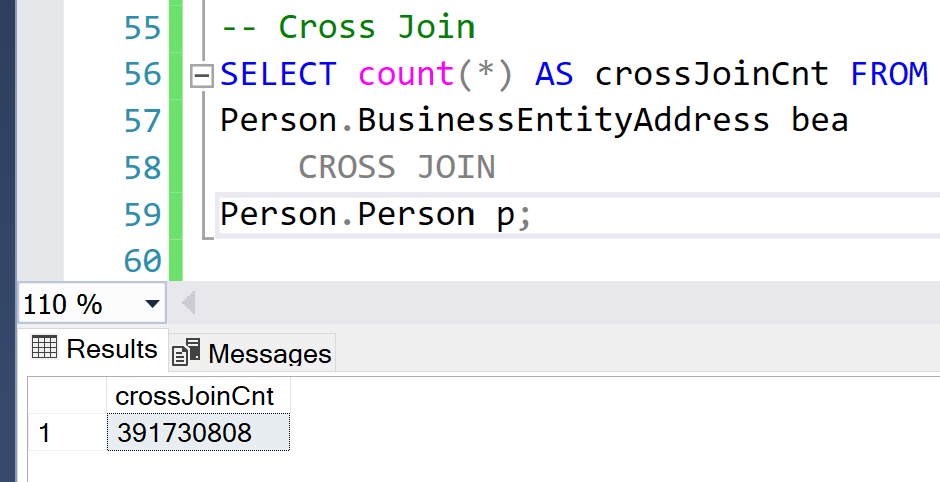 55 -- Cross Join
56 SELECT count(*) AS crossJoinCnt FROM
57 Person.BusinessEntityAddress bea
58 CROSS JOIN
59 Person.Person p;
60
110 %
Results Messages
crossJoinCnt
1 391730808